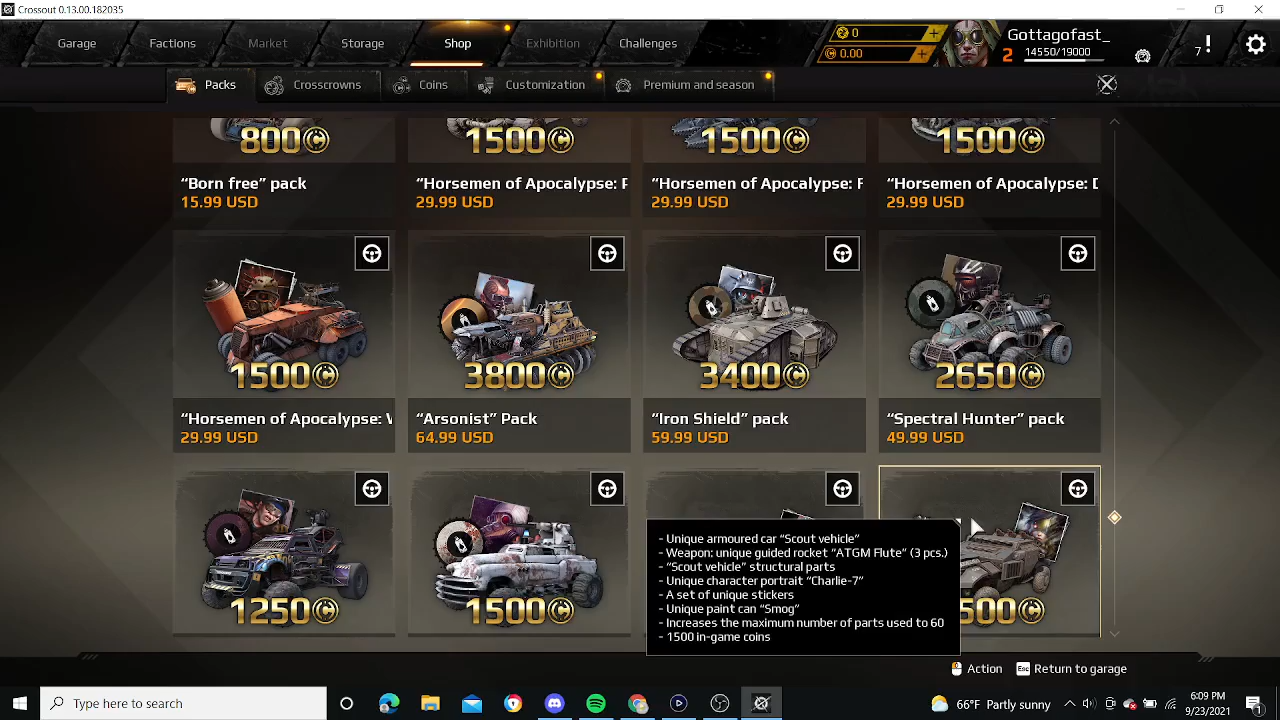 Crossout 0.13.00.182035
Garage
Factions
Market
Storage
Shop
Exhibition
Challenges
0
0.00
Gottagofast_
2
14550/19000
7
!
Packs
Crosscrowns
Coins
Customization
Premium and season
800
1500
1500
1500
“Born free” pack
“Horsemen of Apocalypse: F
“Horsemen of Apocalypse: F
“Horsemen of Apocalypse: D
15.99 USD
29.99 USD
29.99 USD
29.99 USD
1500
3800
3400
2650
“Horsemen of Apocalypse: W
“Arsonist” Pack
“Iron Shield” pack
“Spectral Hunter” pack
29.99 USD
64.99 USD
59.99 USD
49.99 USD
1250
1500
500
- Unique armoured car “Scout vehicle”
- Weapon: unique guided rocket “ATGM Flute” (3 pcs.)
- “Scout vehicle” structural parts
- Unique character portrait “Charlie-7”
- A set of unique stickers
- Unique paint can “Smog”
- Increases the maximum number of parts used to 60
- 1500 in-game coins
Action
Esc
Return to garage
Type here to search
66°F Partly sunny
6:09 PM
9/23/2021
1